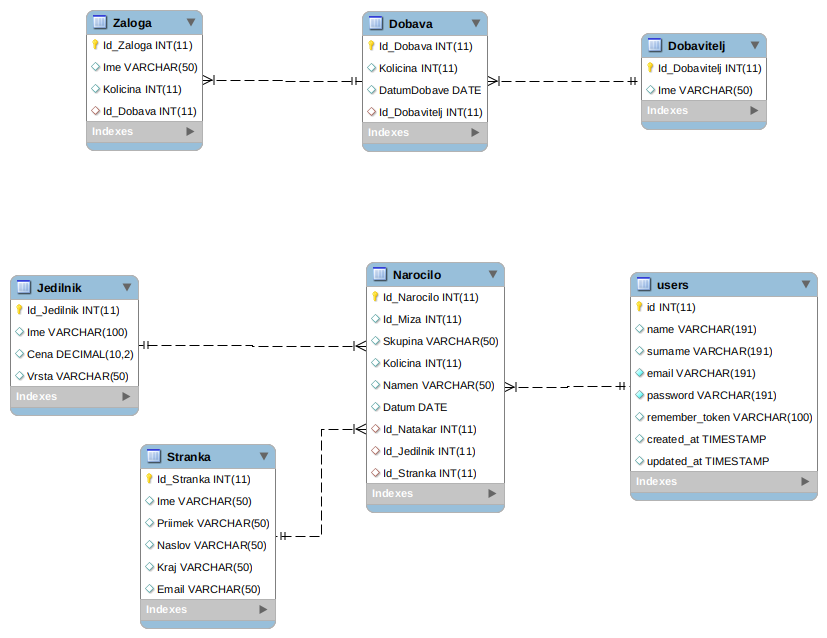 Zaloga
Id_Zaloga INT(11)
Ime VARCHAR(50)
Kolicina INT(11)
Id_Dobava INT(11)
Indexes
Dobava
Id_Dobava INT(11)
Kolicina INT(11)
DatumDobave DATE
Id_Dobavitelj INT(11)
Indexes
Dobavitelj
Id_Dobavitelj INT(11)
Ime VARCHAR(50)
Indexes
Jedilnik
Id_Jedilnik INT(11)
Ime VARCHAR(100)
Cena DECIMAL(10,2)
Vrsta VARCHAR(50)
Indexes
Narocilo
Id_Narocilo INT(11)
Id_Miza INT(11)
Skupina VARCHAR(50)
Kolicina INT(11)
Namen VARCHAR(50)
Datum DATE
Id_Natakar INT(11)
Id_Jedilnik INT(11)
Id_Stranka INT(11)
Indexes
users
id INT(11)
name VARCHAR(191)
surname VARCHAR(191)
email VARCHAR(191)
password VARCHAR(191)
remember_token VARCHAR(100)
created_at TIMESTAMP
updated_at TIMESTAMP
Indexes
Stranka
Id_Stranka INT(11)
Ime VARCHAR(50)
Priimek VARCHAR(50)
Naslov VARCHAR(50)
Kraj VARCHAR(50)
Email VARCHAR(50)
Indexes